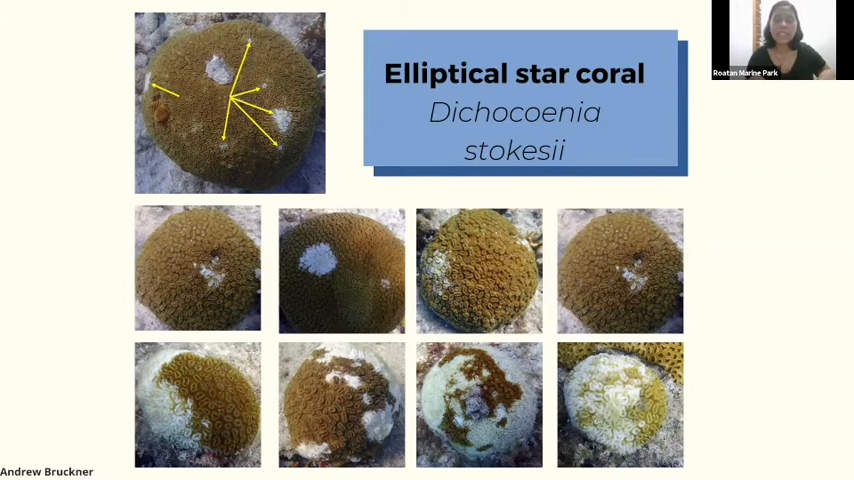 Elliptical star coral
Dichocoenia
stokesii
Roatan Marine Park
Andrew Bruckner